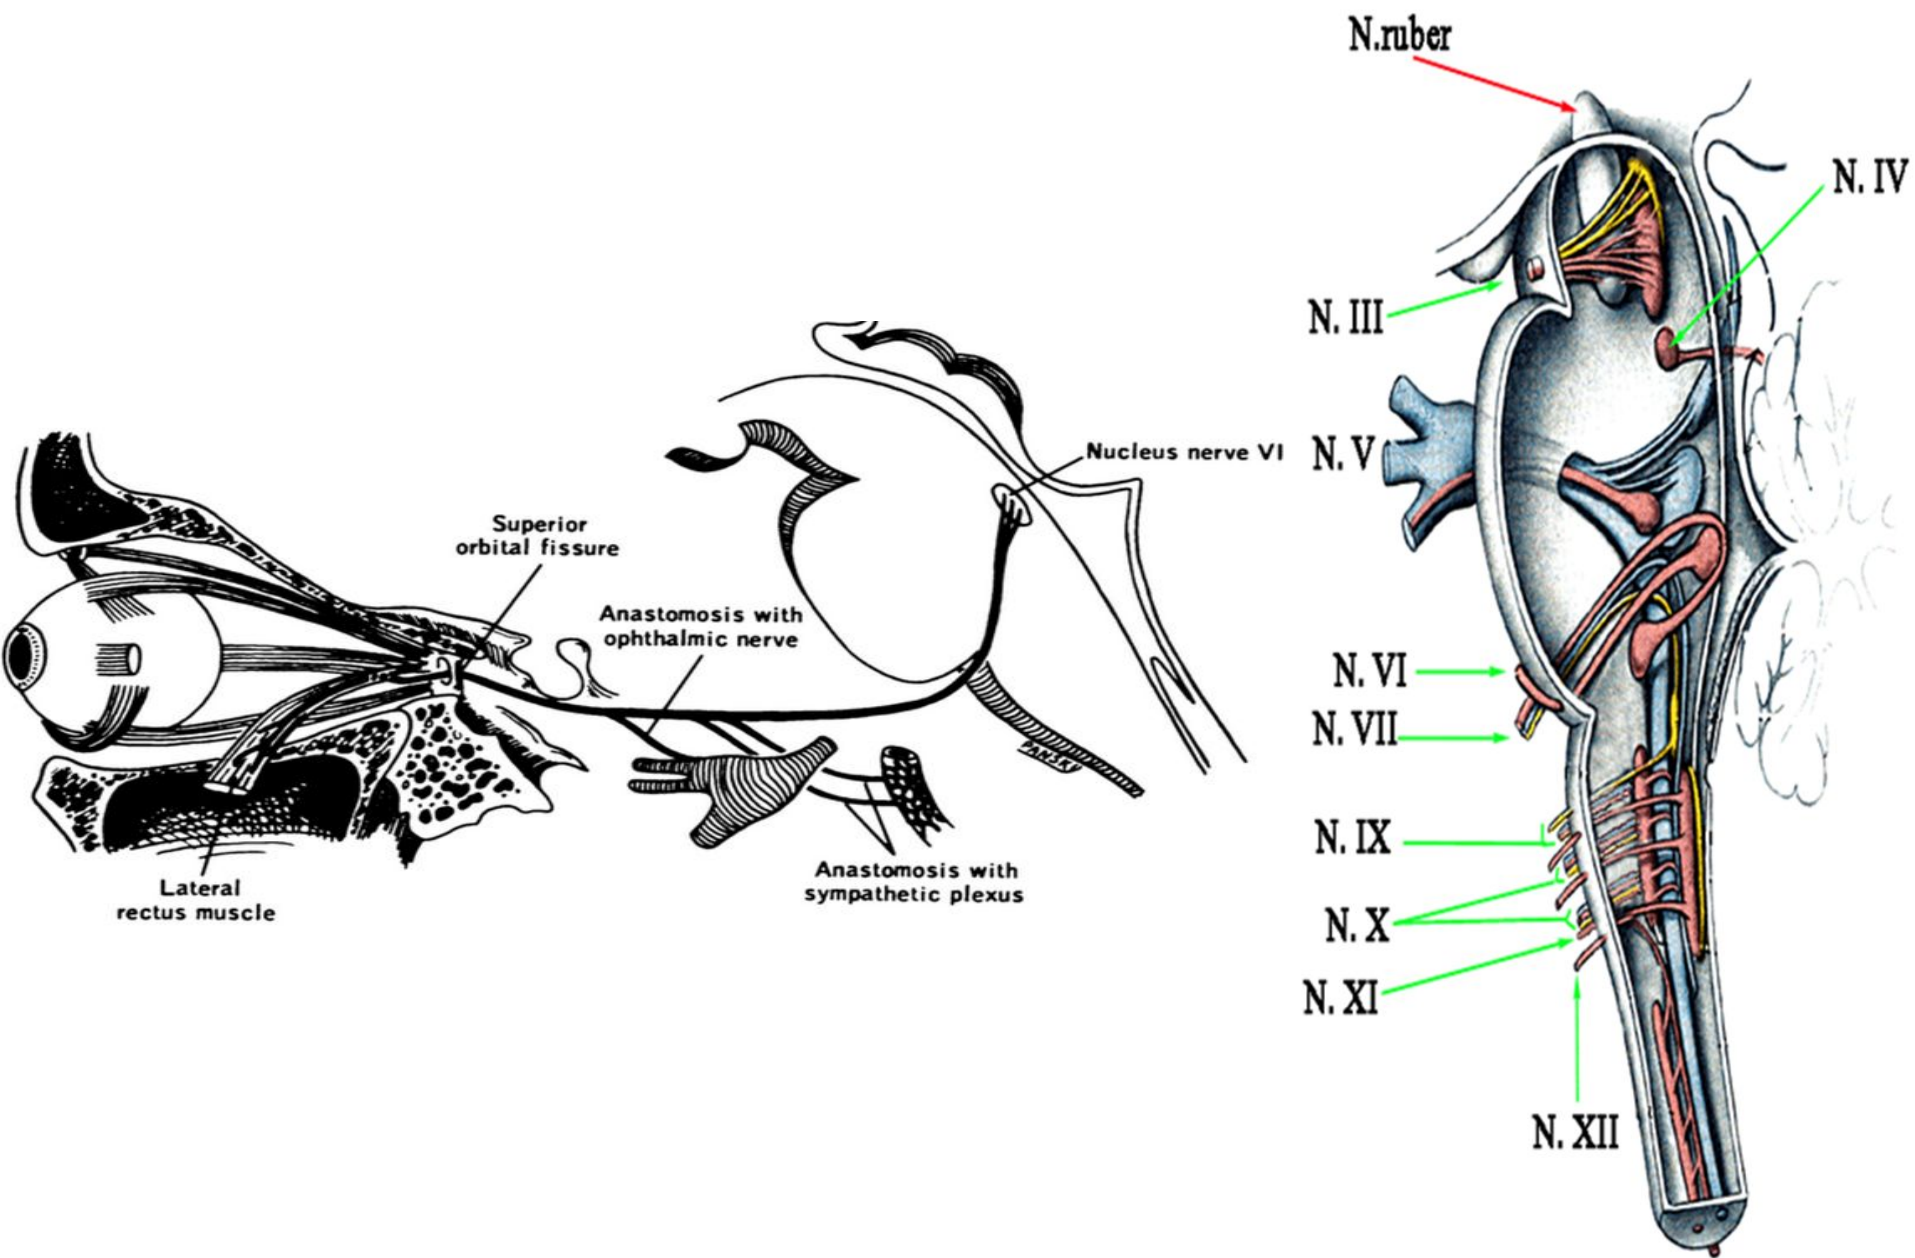 Superior
orbital fissure
Anastomosis with
ophthalmic nerve
Nucleus nerve VI
PANSKY
Lateral
rectus muscle
Anastomosis with
sympathetic plexus
N.ruber
N. IV
N. III
N. V
N. VI
N. VII
N. IX
N. X
N. XI
N. XII